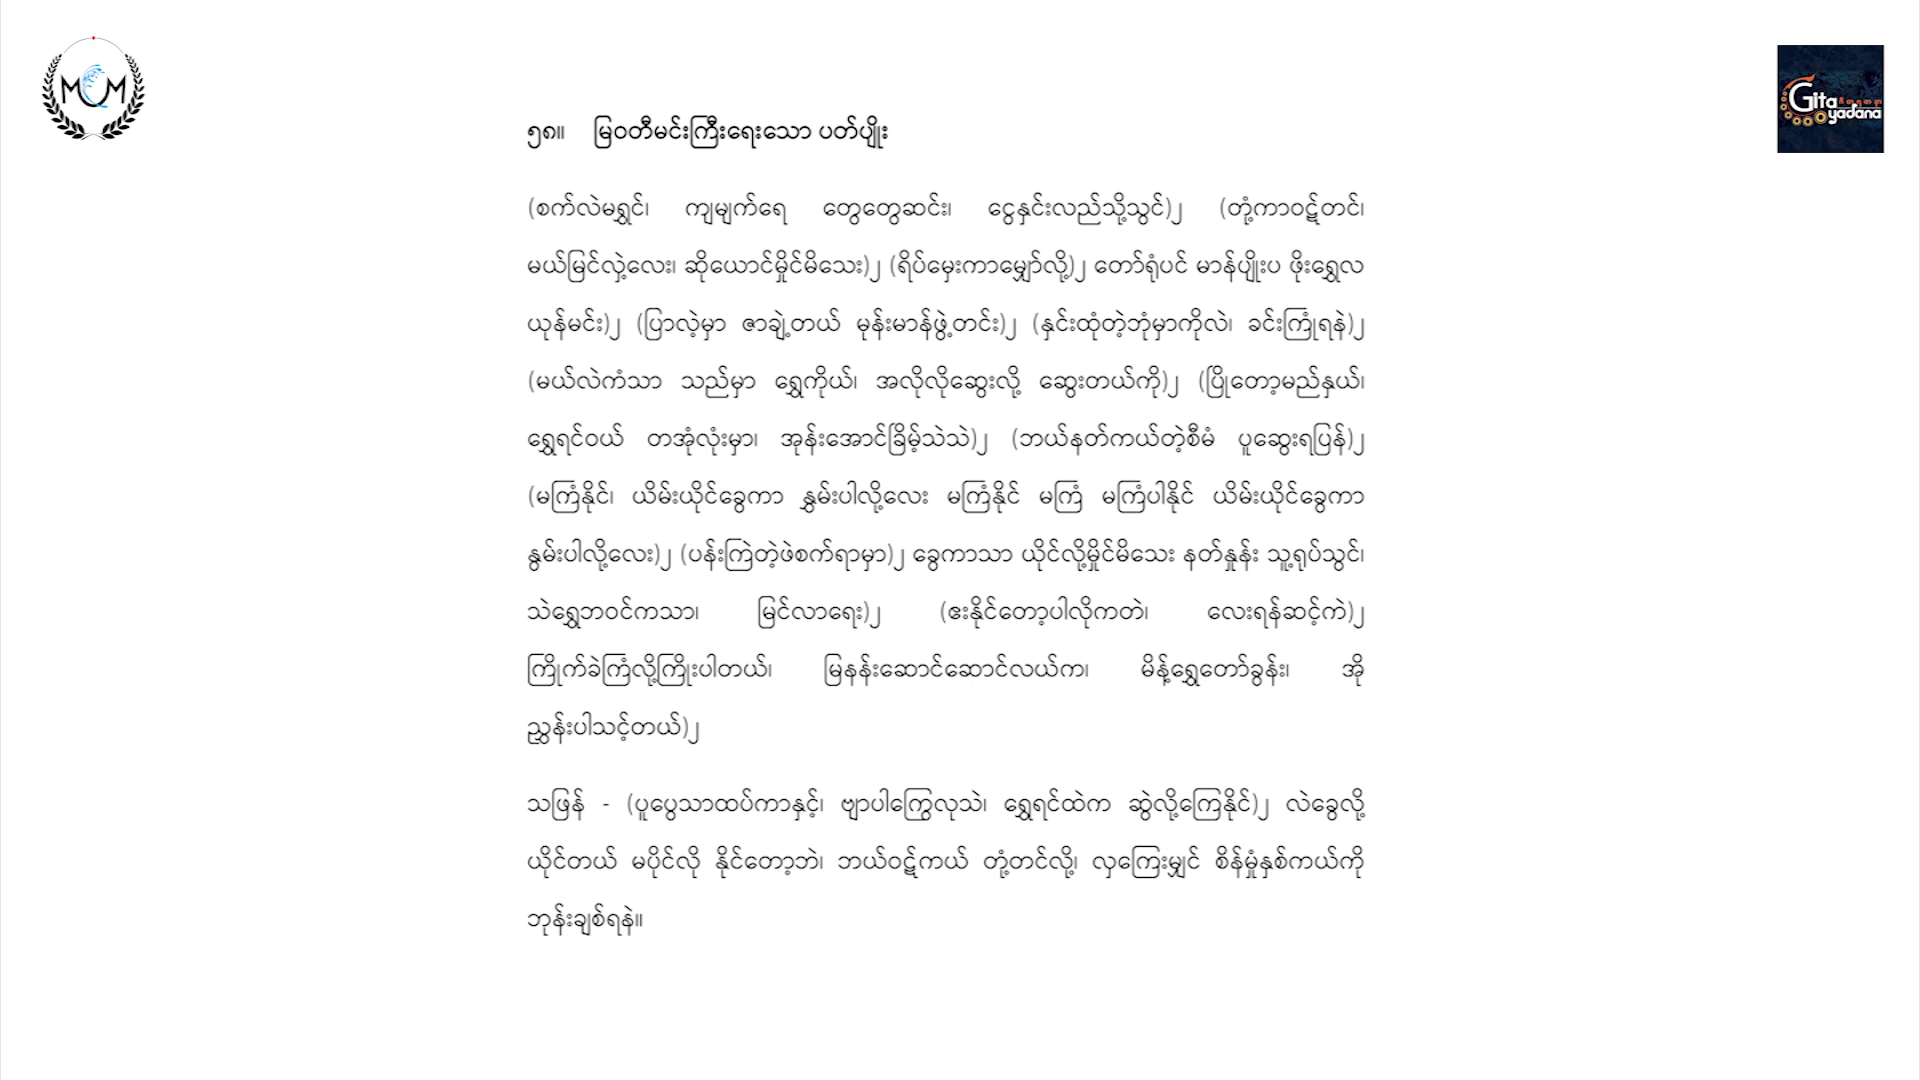 MUM
Gita
ဂီတရတနာ
yadana
၅၈။ မြဝတီမင်းကြီးရေးသော ပတ်ပျိုး
(စက်လဲမရွှင်၊ ကျမျက်ရေ တွေတွေဆင်း၊ ငွေနှင်းလည်သို့သွင်)၂ (တုံ့ကာဝဋ်တင်၊
မယ်မြင်လှဲ့လေး၊ ဆိုယောင်မှိုင်မိသေး)၂ (ရိပ်မှေးကာမျှော်လို့)၂ တော်ရုံပင် မာန်ပျိုးပ ဖိုးရွှေလ
ယုန်မင်း)၂ (ပြာလဲ့မှာ ဇာချဲ့တယ် မုန်းမာန်ဖွဲ့တင်း)၂ (နှင်းထုံတဲ့ဘုံမှာကိုလဲ၊ ခင်းကြုံရနဲ)၂
(မယ်လဲကံသာ သည်မှာ ရွှေကိုယ်၊ အလိုလိုဆွေးလို့ ဆွေးတယ်ကို)၂ (ပြိုတော့မည်နှယ်၊
ရွှေရင်ဝယ် တအုံလုံးမှာ၊ အုန်းအောင်ခြိမ့်သဲသဲ)၂ (ဘယ်နတ်ကယ်တဲ့စီမံ ပူဆွေးရပြန်)၂
(မကြံနိုင်၊ ယိမ်းယိုင်ခွေကာ နွှမ်းပါလို့လေး မကြံနိုင် မကြံ မကြံပါနိုင် ယိမ်းယိုင်ခွေကာ
နွှမ်းပါလို့လေး)၂ (ပန်းကြဲတဲ့ဖဲစက်ရာမှာ)၂ ခွေကာသာ ယိုင်လို့မှိုင်မိသေး နတ်နှုန်း သူ့ရုပ်သွင်၊
သဲရွှေဘဝင်ကသာ၊ မြင်လာရေး)၂ (ဧးနိုင်တော့ပါလိုကတဲ၊ လေးရန်ဆင့်ကဲ)၂
ကြိုက်ခဲကြံလို့ကြိုးပါတယ်၊ မြနန်းဆောင်ဆောင်လယ်က၊ မိန့်ရွှေတော်ခွန်း၊ အို
ညွှန်းပါသင့်တယ်)၂
သဖြန် - (ပူပွေသာထပ်ကာနှင့်၊ ဗျာပါကြွေလုသဲ၊ ရွှေရင်ထဲက ဆွဲလို့ကြေနိုင်)၂ လဲခွေလို့
ယိုင်တယ် မပိုင်လို နိုင်တော့ဘဲ၊ ဘယ်ဝဋ်ကယ် တုံ့တင်လို့၊ လှကြေးမျှင် စိန်မှုံနှစ်ကယ်ကို
ဘုန်းချစ်ရနဲ။